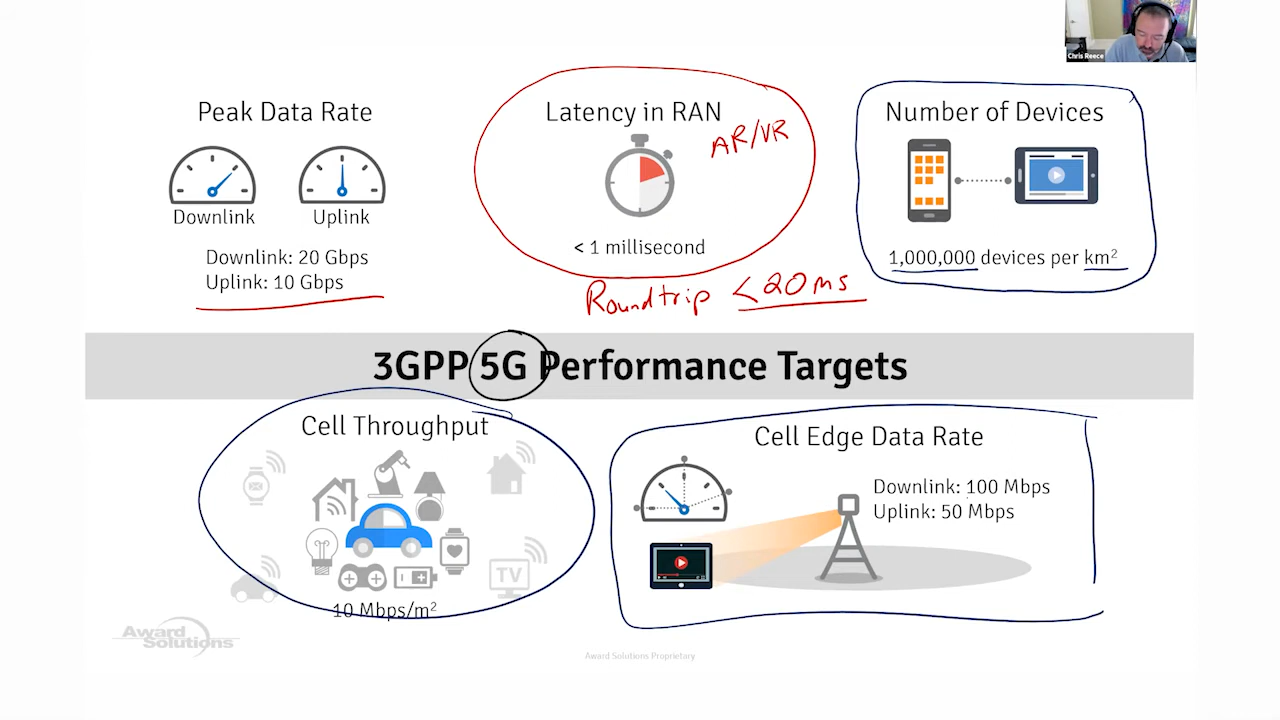 Chris Reece
Peak Data Rate
Downlink
Uplink
Downlink: 20 Gbps
Uplink: 10 Gbps
Latency in RAN
AR/VR
< 1 millisecond
Roundtrip < 20ms
Number of Devices
1,000,000 devices per km²
3GPP 5G Performance Targets
Cell Throughput
TV
10 Mbps/m²
Cell Edge Data Rate
Downlink: 100 Mbps
Uplink: 50 Mbps
Award
Solutions
Award Solutions Proprietary